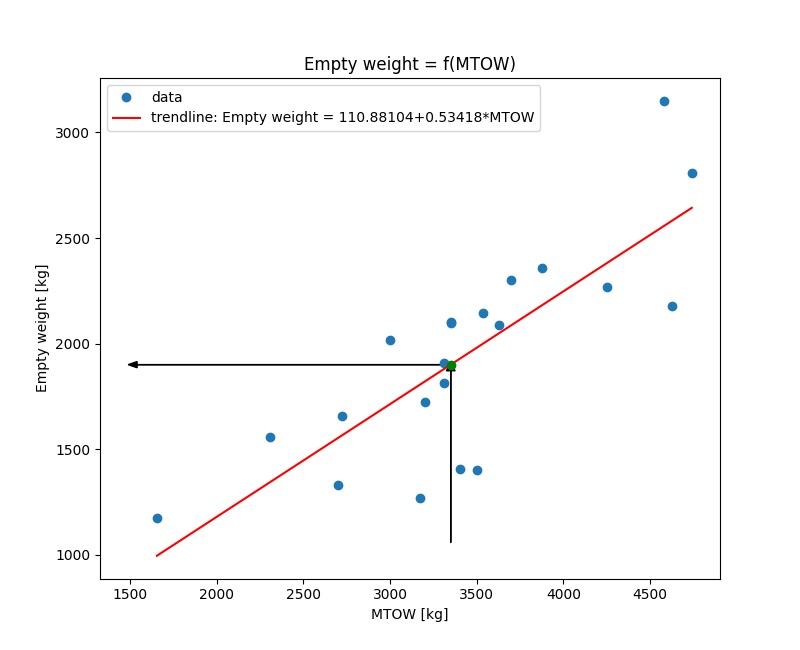 Empty weight = f(MTOW)
data
trendline: Empty weight = 110.88104+0.53418*MTOW
3000
2500
2000
1500
1000
Empty weight [kg]
1500 2000 2500 3000 3500 4000 4500
MTOW [kg]